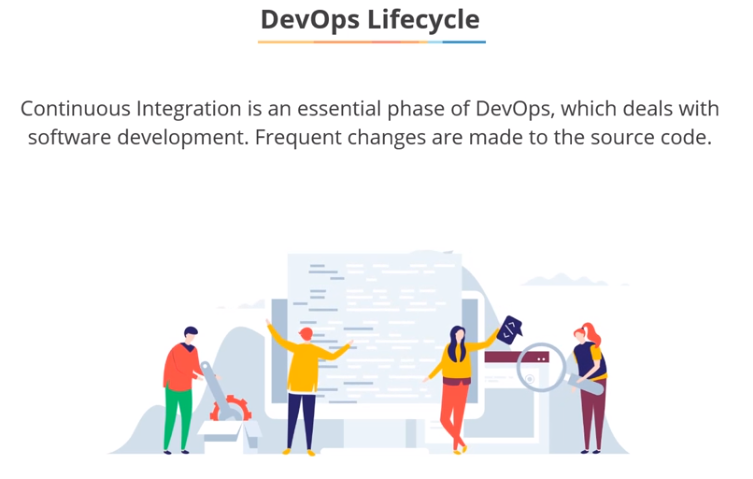 DevOps Lifecycle
Continuous Integration is an essential phase of DevOps, which deals with
software development. Frequent changes are made to the source code.
</>